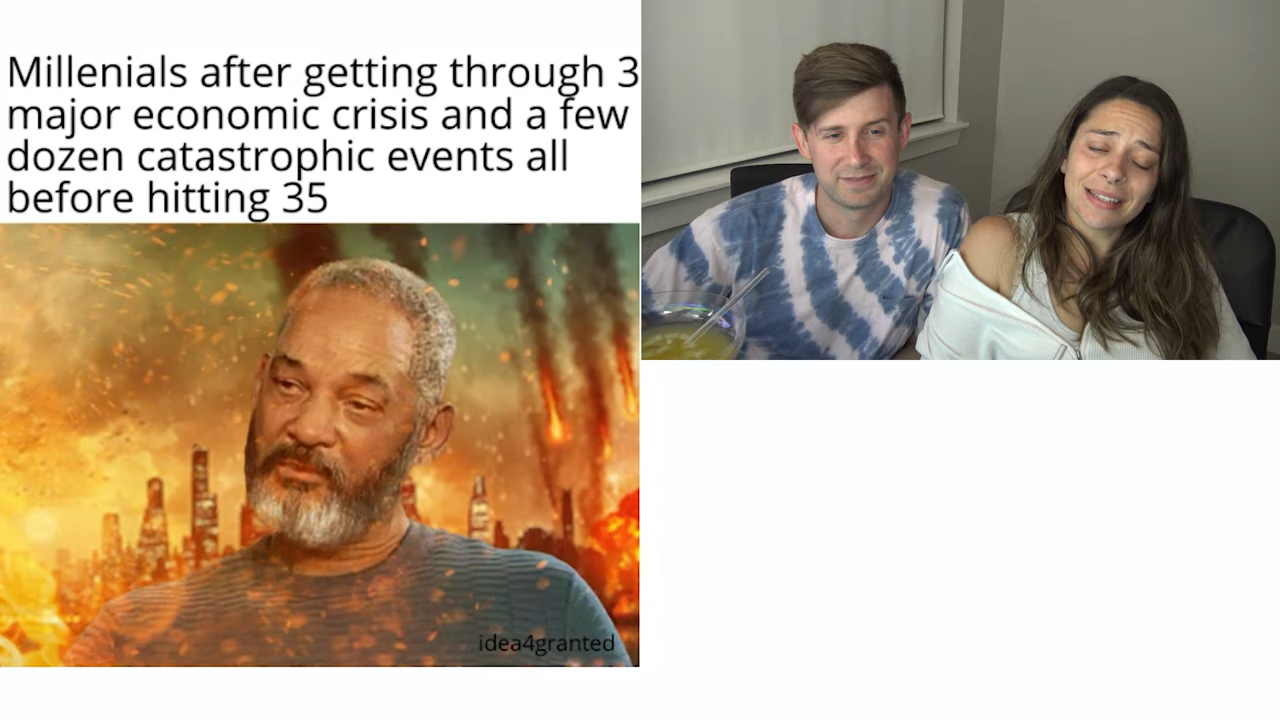 Millenials after getting through 3
major economic crisis and a few
dozen catastrophic events all
before hitting 35
idea4granted